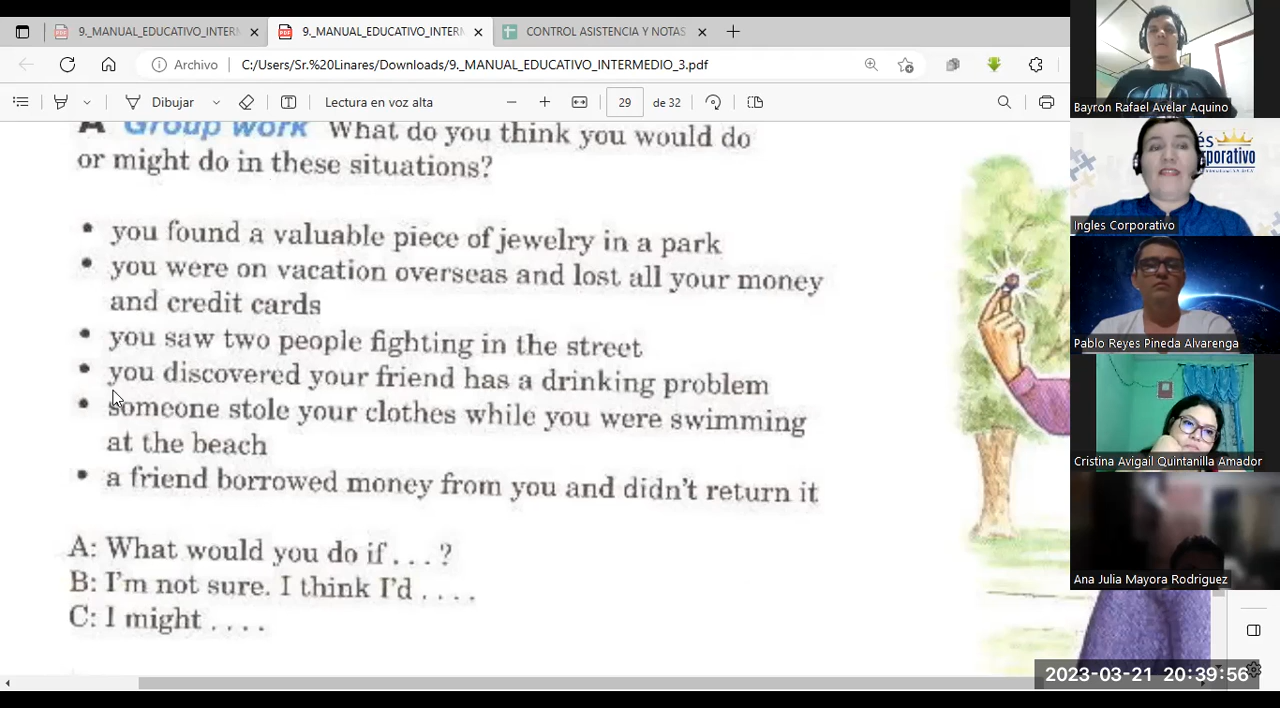 9._MANUAL_EDUCATIVO_INTERM
9._MANUAL_EDUCATIVO_INTERM
CONTROL ASISTENCIA Y NOTAS
Archivo
C:/Users/Sr.%20Linares/Downloads/9._MANUAL_EDUCATIVO_INTERMEDIO_3.pdf
Dibujar
Lectura en voz alta
29
de 32
A Group work What do you think you would do
or might do in these situations?
• you found a valuable piece of jewelry in a park
• you were on vacation overseas and lost all your money
and credit cards
• you saw two people fighting in the street
• you discovered your friend has a drinking problem
• someone stole your clothes while you were swimming
at the beach
• a friend borrowed money from you and didn't return it
A: What would you do if . . . ?
B: I'm not sure. I think I'd . . . .
C: I might . . . .
Bayron Rafael Avelar Aquino
Ingles Corporativo
Pablo Reyes Pineda Alvarenga
Cristina Avigail Quintanilla Amador
Ana Julia Mayora Rodriguez
2023-03-21 20:39:56